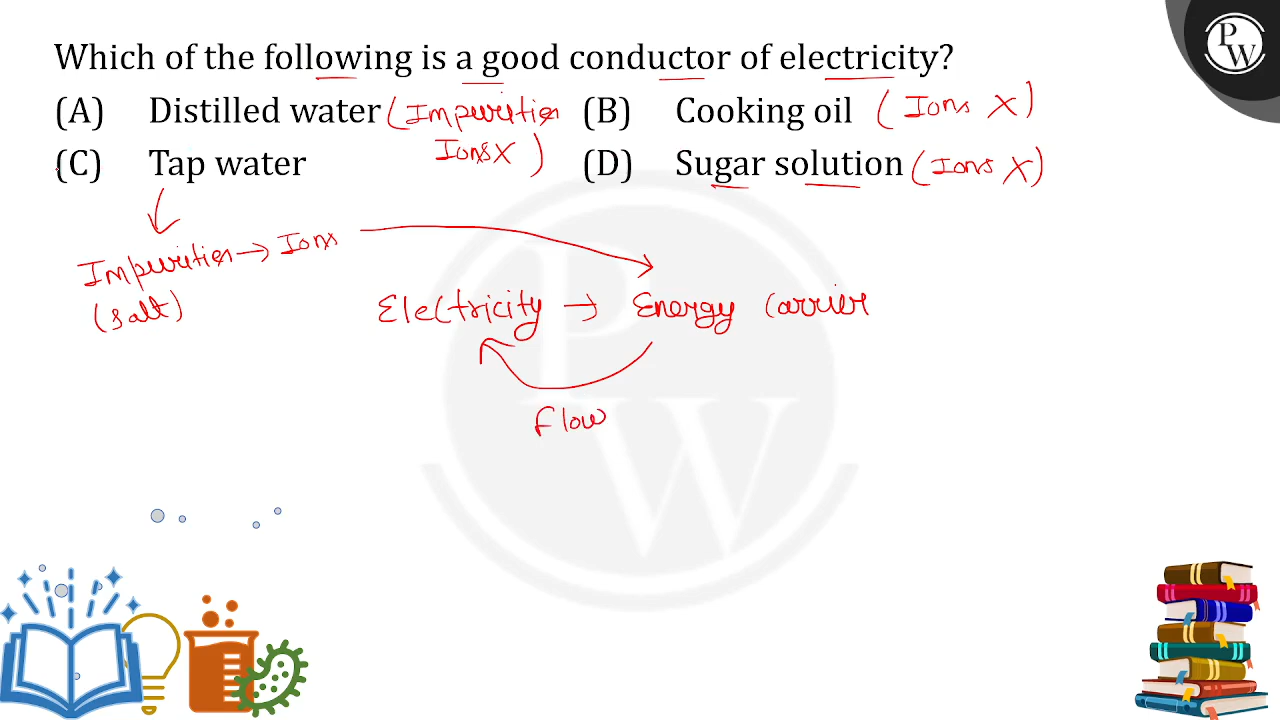 Which of the following is a good conductor of electricity?
(A) Distilled water (Impurities Ions X) (B) Cooking oil (Ions X)
(C) Tap water (D) Sugar solution (Ions X)
Impurities → Ions
(salt)
Electricity → Energy Carrier
flow
PW
PW